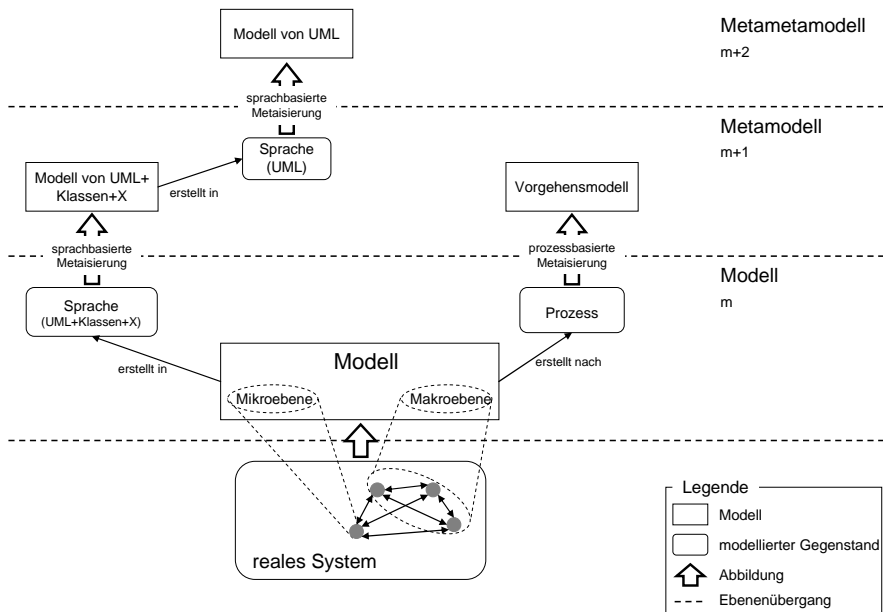 Modell von UML
Metametamodell
m+2
sprachbasierte
Metaisierung
Metamodell
m+1
Sprache
(UML)
Modell von UML+
Klassen+X
erstellt in
Vorgehensmodell
sprachbasierte
Metaisierung
prozessbasierte
Metaisierung
Modell
m
Sprache
(UML+Klassen+X)
Prozess
erstellt in
Modell
erstellt nach
Mikroebene
Makroebene
reales System
Legende
Modell
modellierter Gegenstand
Abbildung
Ebenenübergang